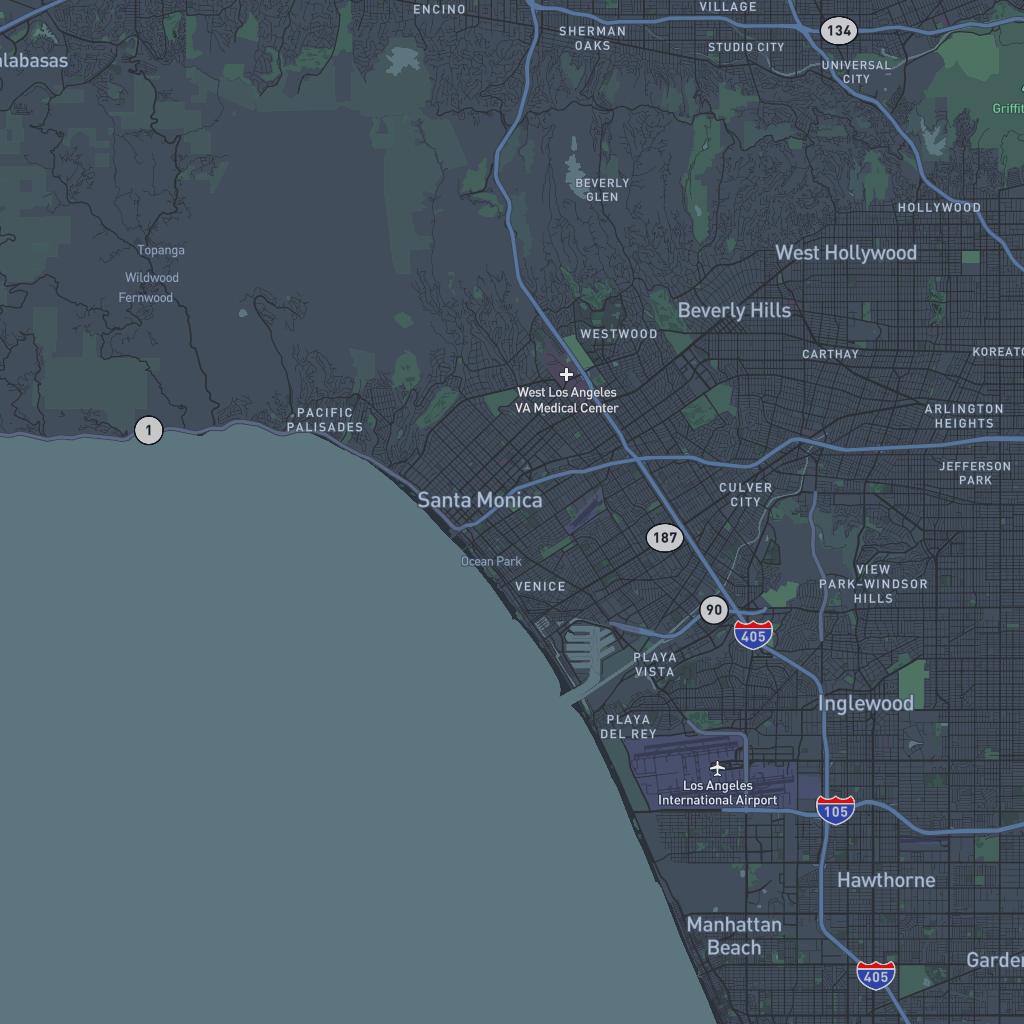 ENCINO
VILLAGE
SHERMAN
OAKS
134
STUDIO CITY
UNIVERSAL
CITY
alabasas
Griffit
BEVERLY
GLEN
HOLLYWOOD
Topanga
West Hollywood
Wildwood
Fernwood
Beverly Hills
WESTWOOD
CARTHAY
KOREATO
West Los Angeles
VA Medical Center
PACIFIC
PALISADES
1
ARLINGTON
HEIGHTS
JEFFERSON
PARK
CULVER
CITY
Santa Monica
187
Ocean Park
VENICE
VIEW
PARK–WINDSOR
HILLS
90
405
PLAYA
VISTA
Inglewood
PLAYA
DEL REY
Los Angeles
International Airport
105
Hawthorne
Manhattan
Beach
Garden
405